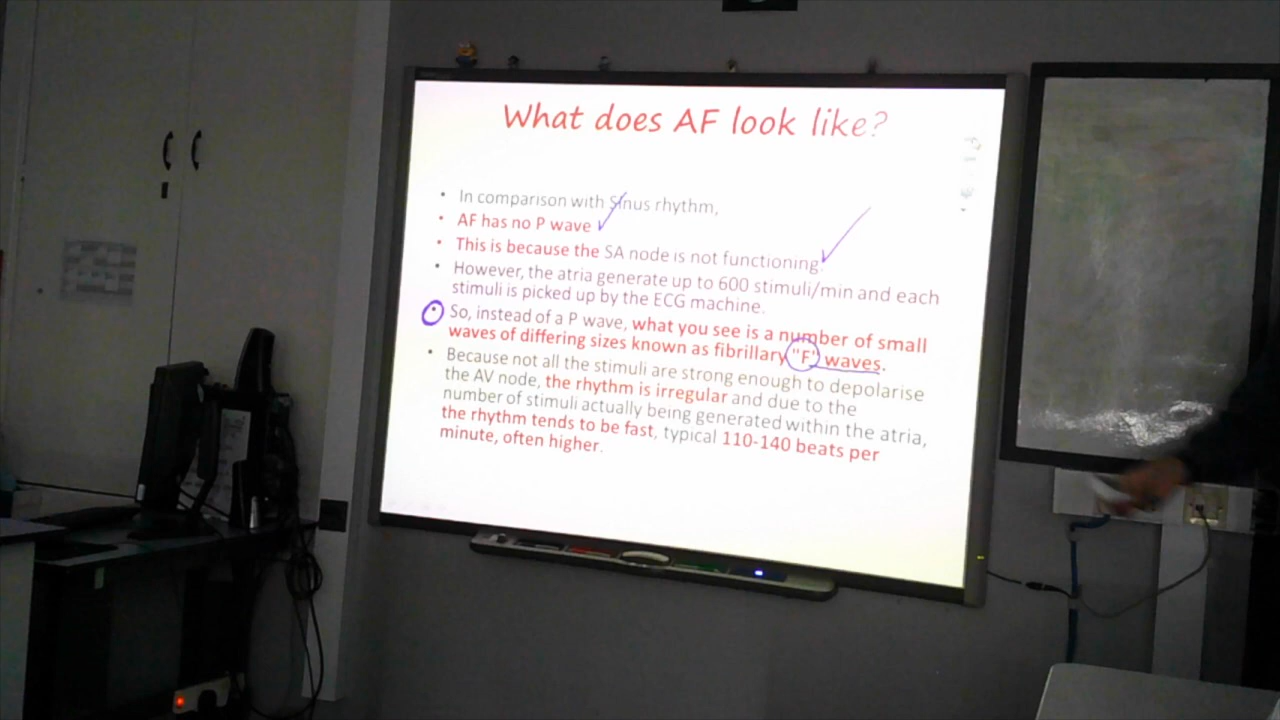 What does AF look like?
• In comparison with Sinus rhythm,
• AF has no P wave
• This is because the SA node is not functioning.
• However, the atria generate up to 600 stimuli/min and each
stimuli is picked up by the ECG machine.
• So, instead of a P wave, what you see is a number of small
waves of differing sizes known as fibrillary "F" waves.
• Because not all the stimuli are strong enough to depolarise
the AV node, the rhythm is irregular and due to the
number of stimuli actually being generated within the atria,
the rhythm tends to be fast, typical 110-140 beats per
minute, often higher.